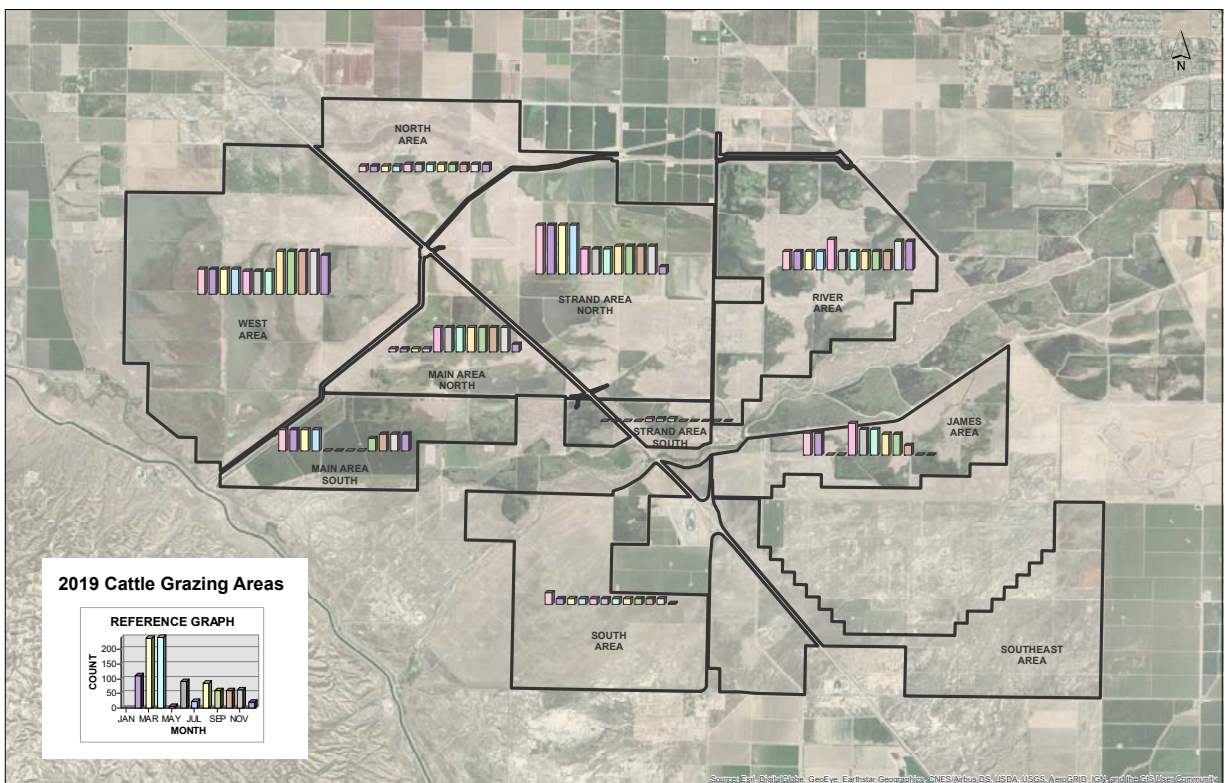 N
NORTH
AREA
STRAND AREA
NORTH
RIVER
AREA
WEST
AREA
MAIN AREA
NORTH
STRAND AREA
SOUTH
JAMES
AREA
MAIN AREA
SOUTH
SOUTH
AREA
SOUTHEAST
AREA
2019 Cattle Grazing Areas
REFERENCE GRAPH
COUNT
200
150
100
50
0
JAN MAR MAY JUL SEP NOV
MONTH
Source: Esri, DigitalGlobe, GeoEye, Earthstar Geographics, CNES/Airbus DS, USDA, USGS, AeroGRID, IGN, and the GIS User Community